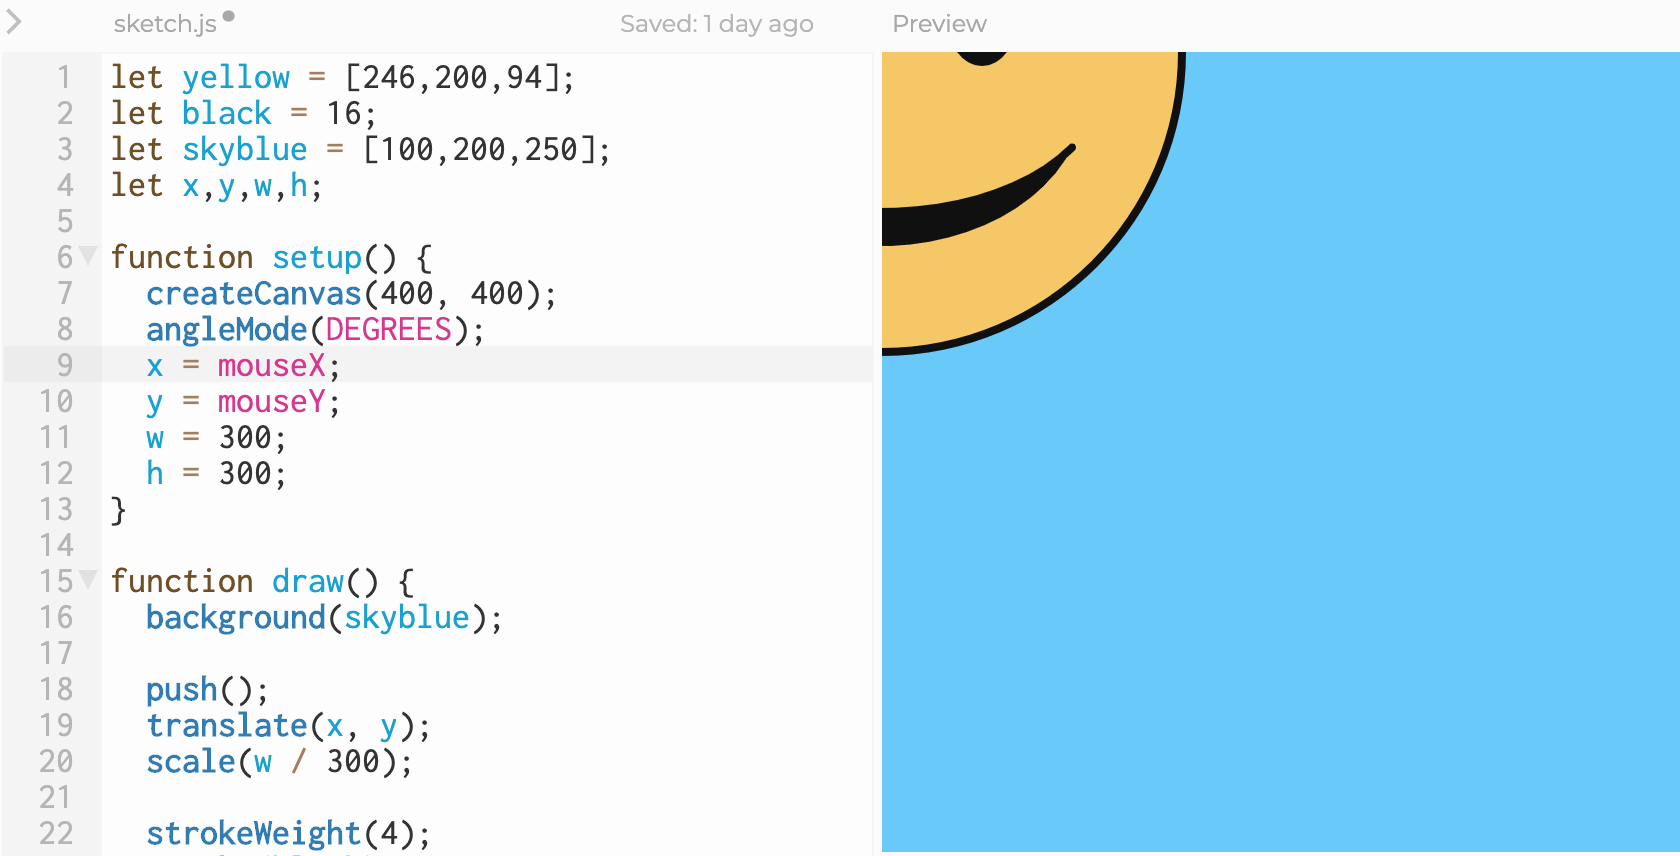 sketch.js Saved: 1 day ago Preview
1 let yellow = [246,200,94];
2 let black = 16;
3 let skyblue = [100,200,250];
4 let x,y,w,h;
5
6 function setup() {
7 createCanvas(400, 400);
8 angleMode(DEGREES);
9 x = mouseX;
10 y = mouseY;
11 w = 300;
12 h = 300;
13 }
14
15 function draw() {
16 background(skyblue);
17
18 push();
19 translate(x, y);
20 scale(w / 300);
21
22 strokeWeight(4);